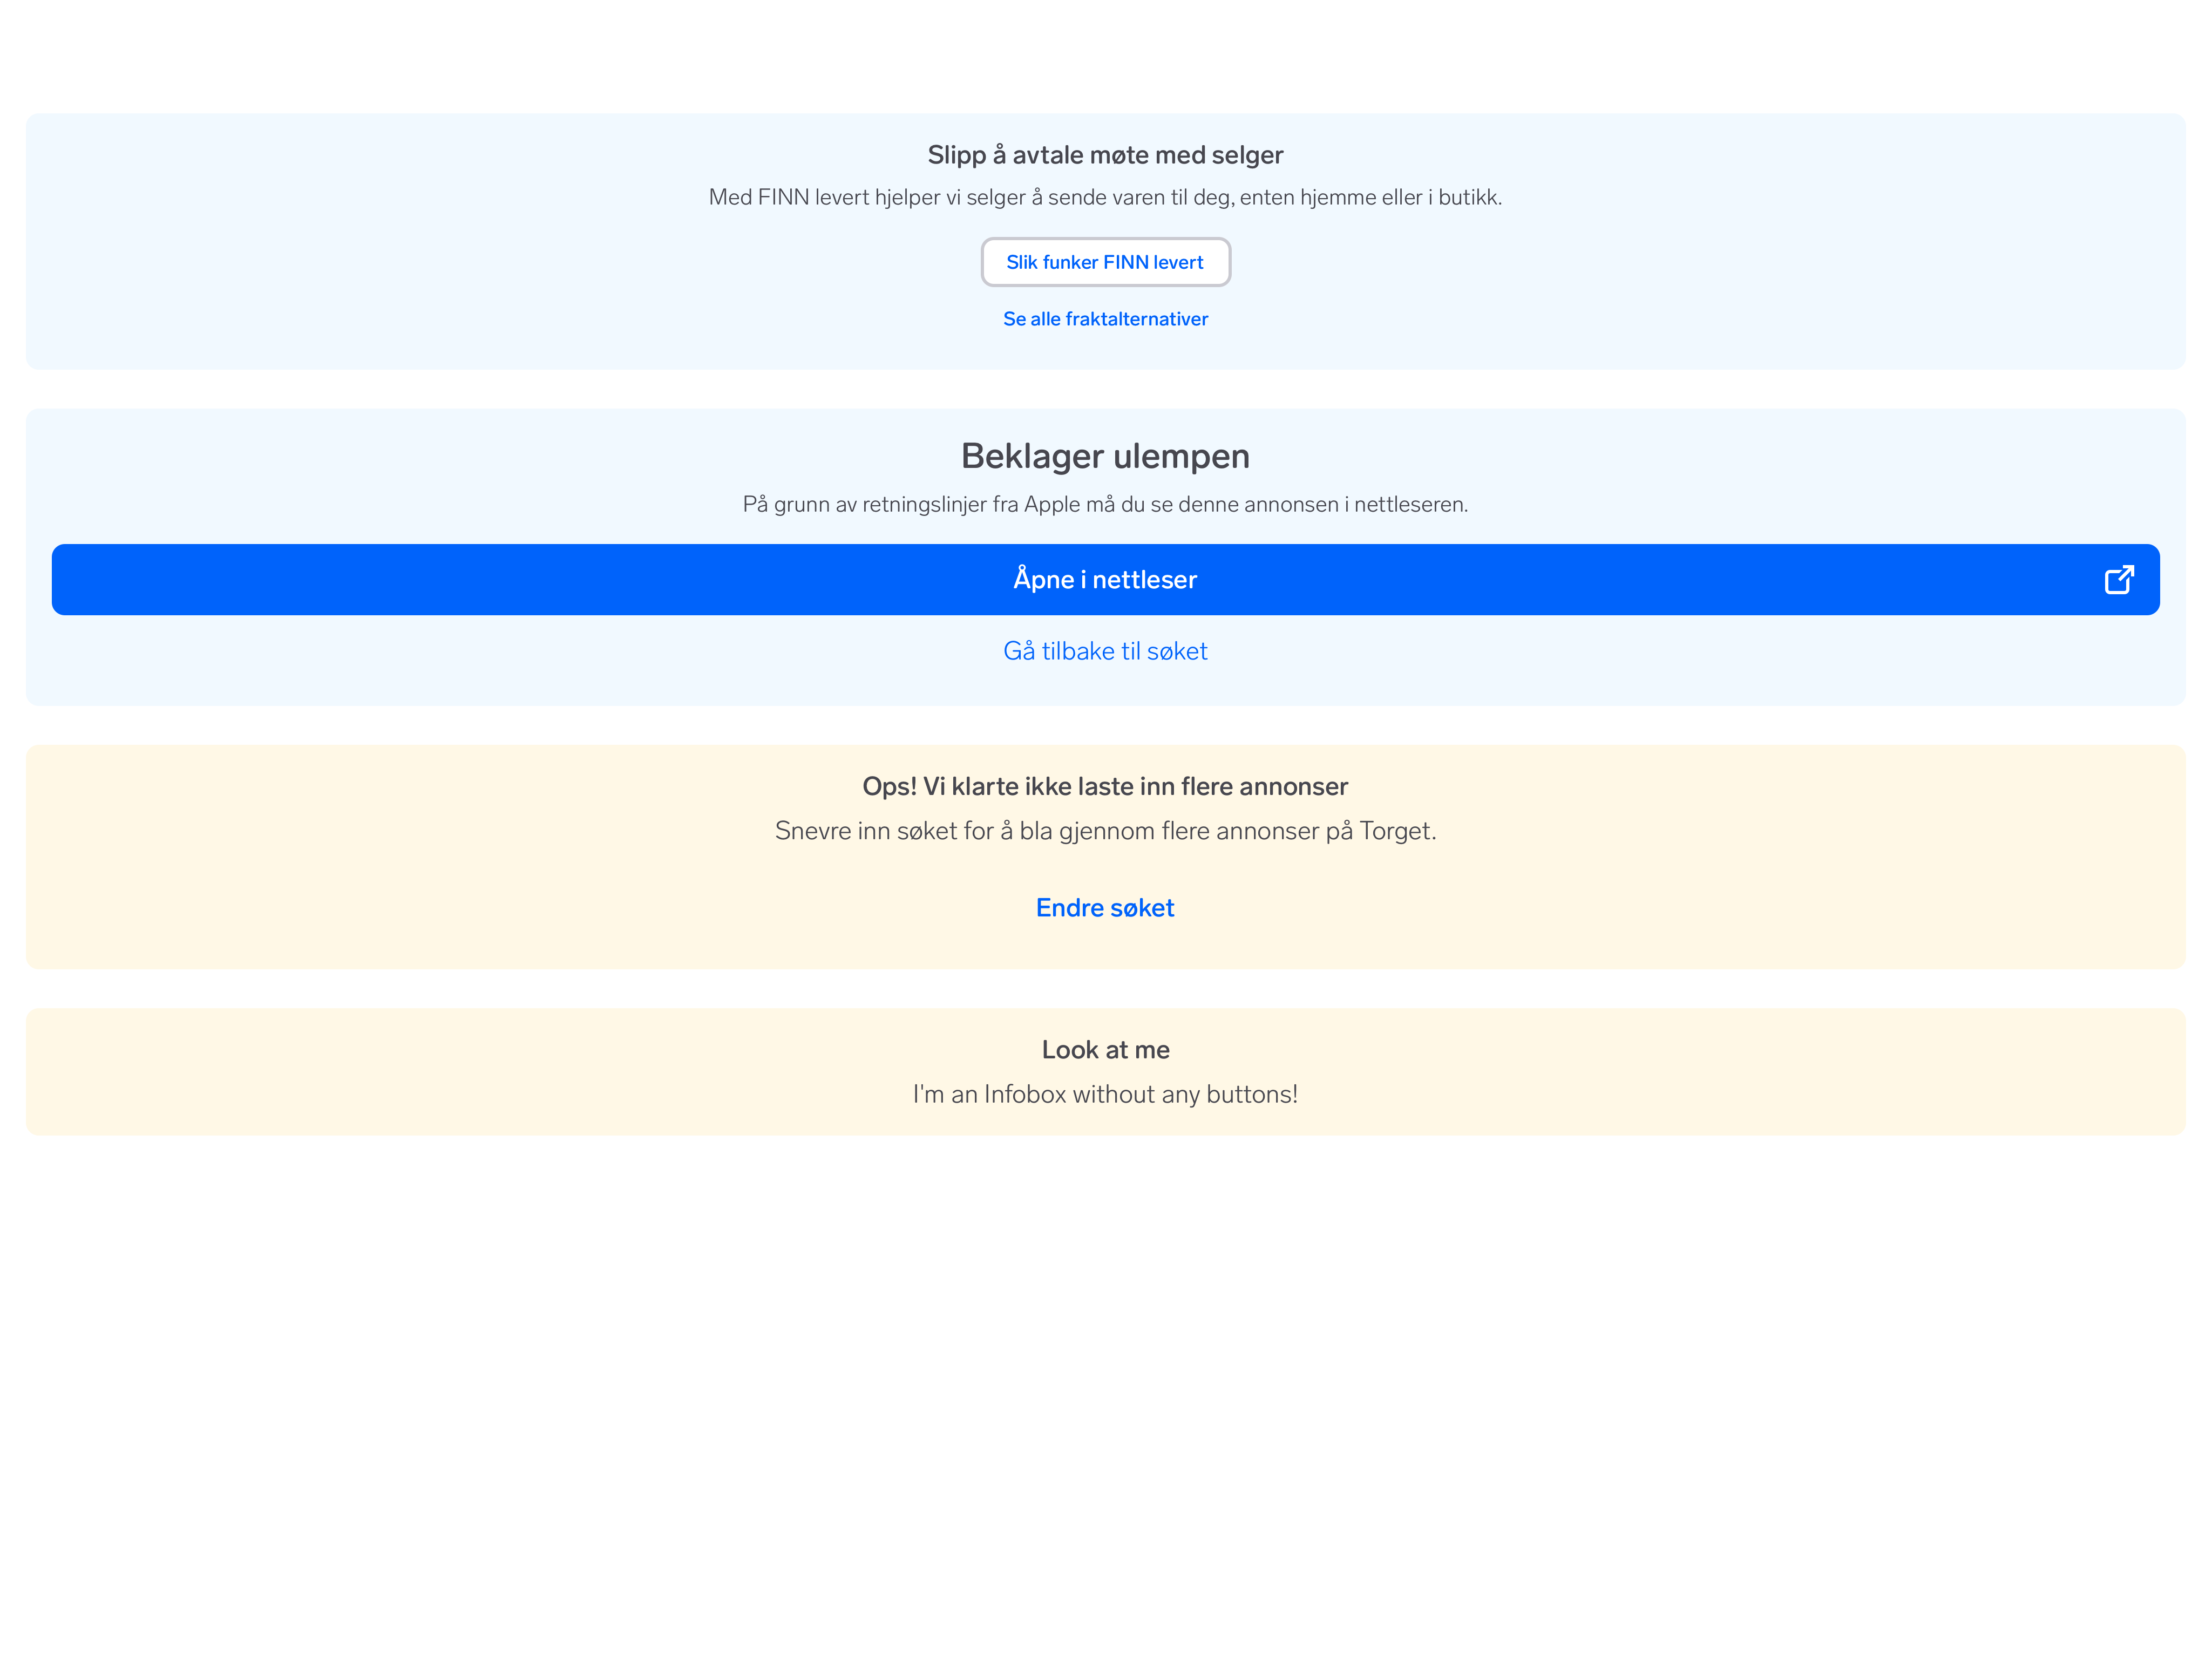 Slipp å avtale møte med selger
Med FINN levert hjelper vi selger å sende varen til deg, enten hjemme eller i butikk.
Slik funker FINN levert
Se alle fraktalternativer
Beklager ulempen
På grunn av retningslinjer fra Apple må du se denne annonsen i nettleseren.
Åpne i nettleser
Gå tilbake til søket
Ops! Vi klarte ikke laste inn flere annonser
Snevre inn søket for å bla gjennom flere annonser på Torget.
Endre søket
Look at me
I'm an Infobox without any buttons!